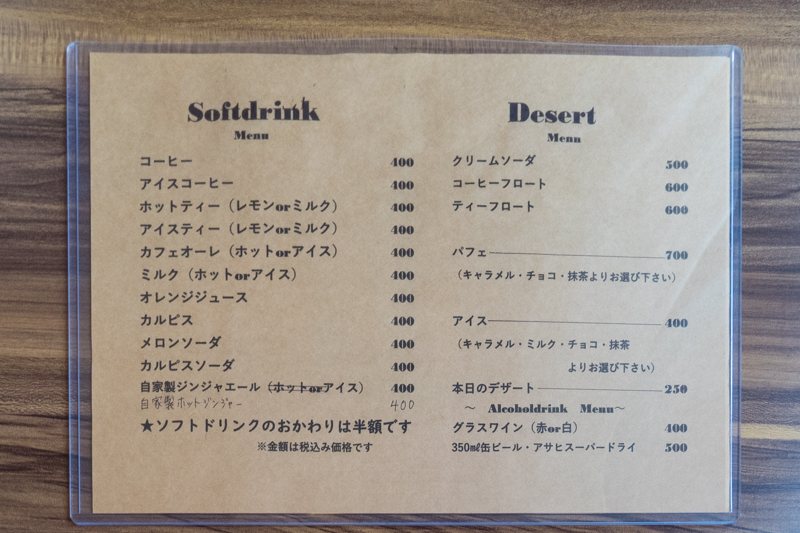 Softdrink
Menu
コーヒー 400
アイスコーヒー 400
ホットティー（レモンorミルク） 400
アイスティー（レモンorミルク） 400
カフェオーレ（ホットorアイス） 400
ミルク（ホットorアイス） 400
オレンジジュース 400
カルピス 400
メロンソーダ 400
カルピスソーダ 400
自家製ジンジャエール（ホットorアイス） 400
自家製ホットジンジャー 400
★ソフトドリンクのおかわりは半額です
※金額は税込み価格です
Desert
Menu
クリームソーダ 500
コーヒーフロート 600
ティーフロート 600
パフェ 700
（キャラメル・チョコ・抹茶よりお選び下さい）
アイス 400
（キャラメル・ミルク・チョコ・抹茶
よりお選び下さい）
本日のデザート 250
〜 Alcoholdrink Menu〜
グラスワイン（赤or白） 400
350㎖缶ビール・アサヒスーパードライ 500